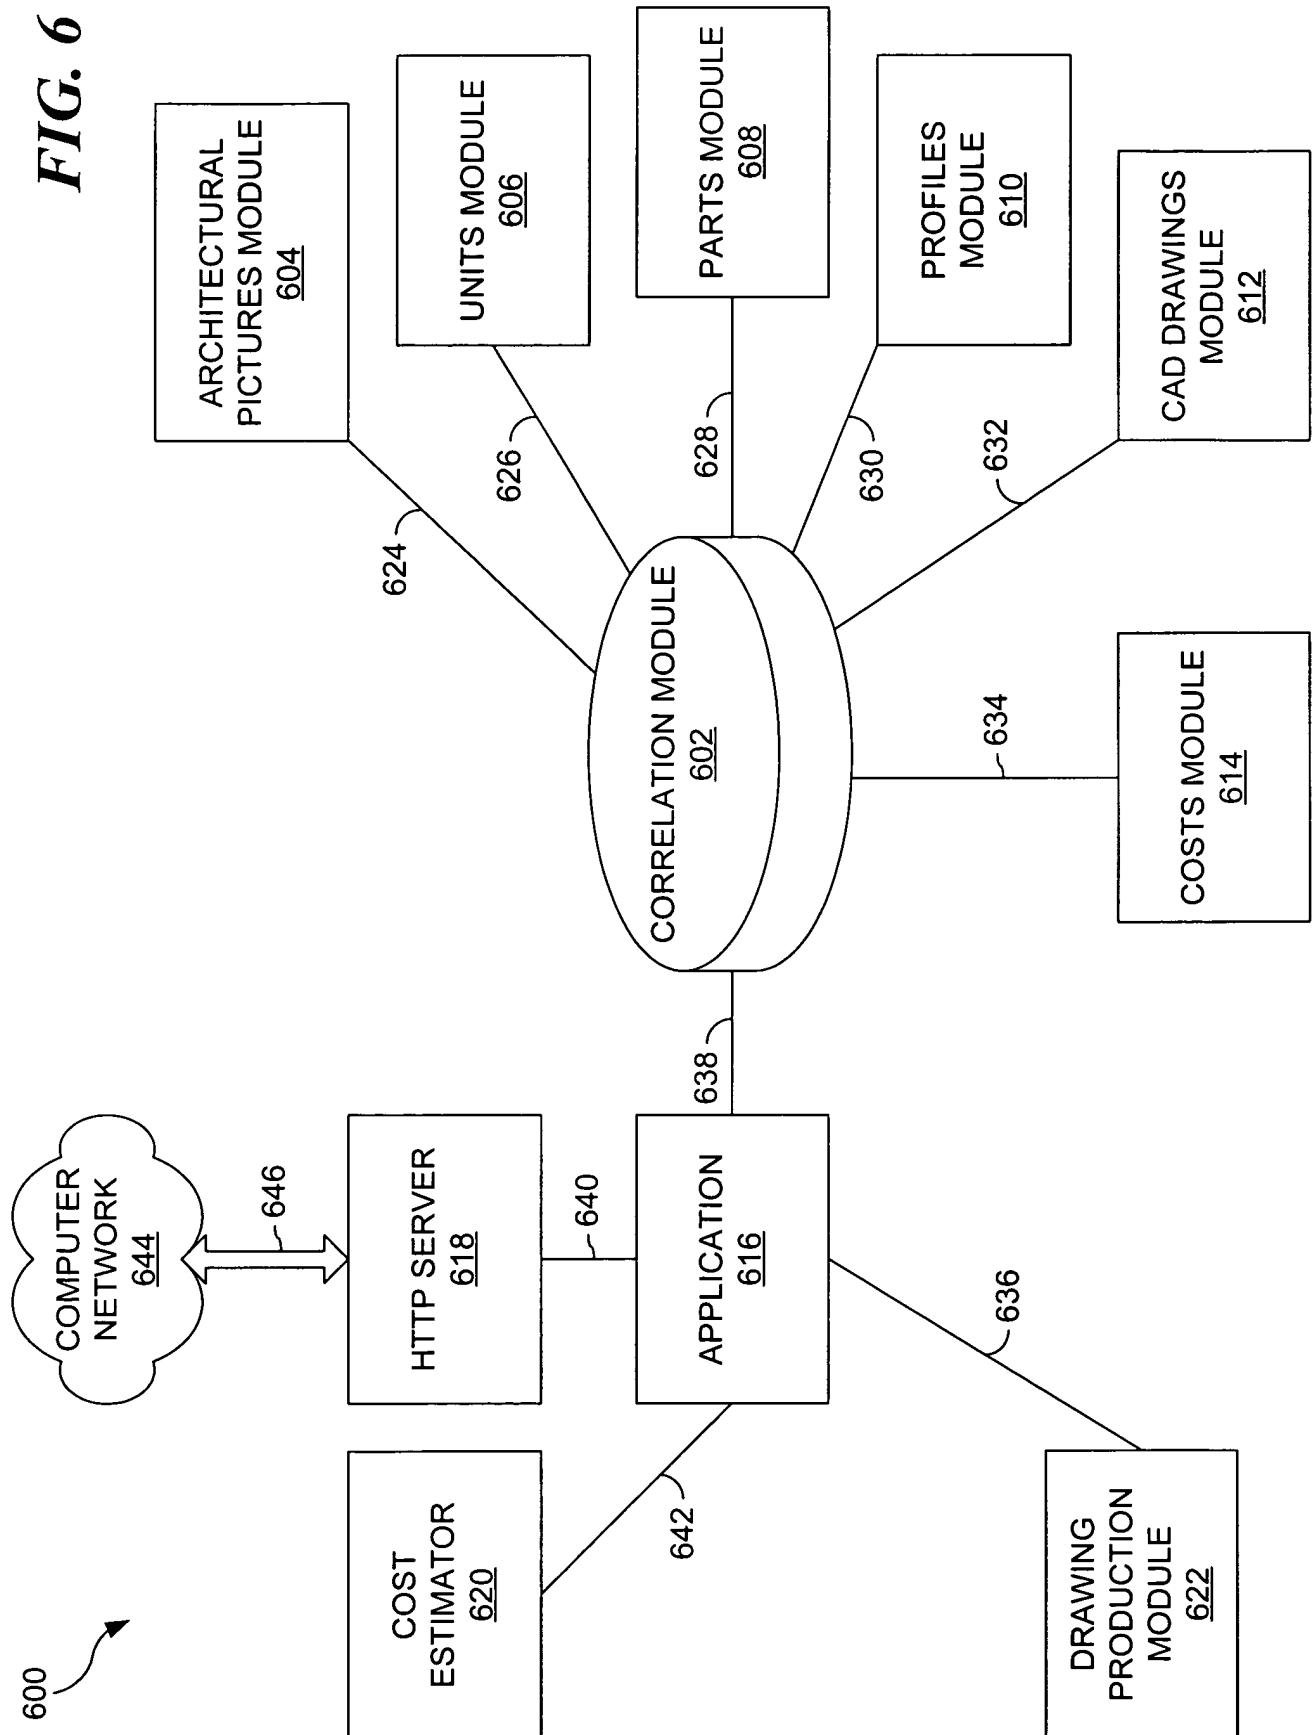 FIG. 6
600
COMPUTER
NETWORK
644
646
COST
ESTIMATOR
620
HTTP SERVER
618
640
642
APPLICATION
616
638
636
DRAWING
PRODUCTION
MODULE
622
CORRELATION MODULE
602
624
ARCHITECTURAL
PICTURES MODULE
604
626
UNITS MODULE
606
628
PARTS MODULE
608
630
PROFILES
MODULE
610
632
CAD DRAWINGS
MODULE
612
634
COSTS MODULE
614